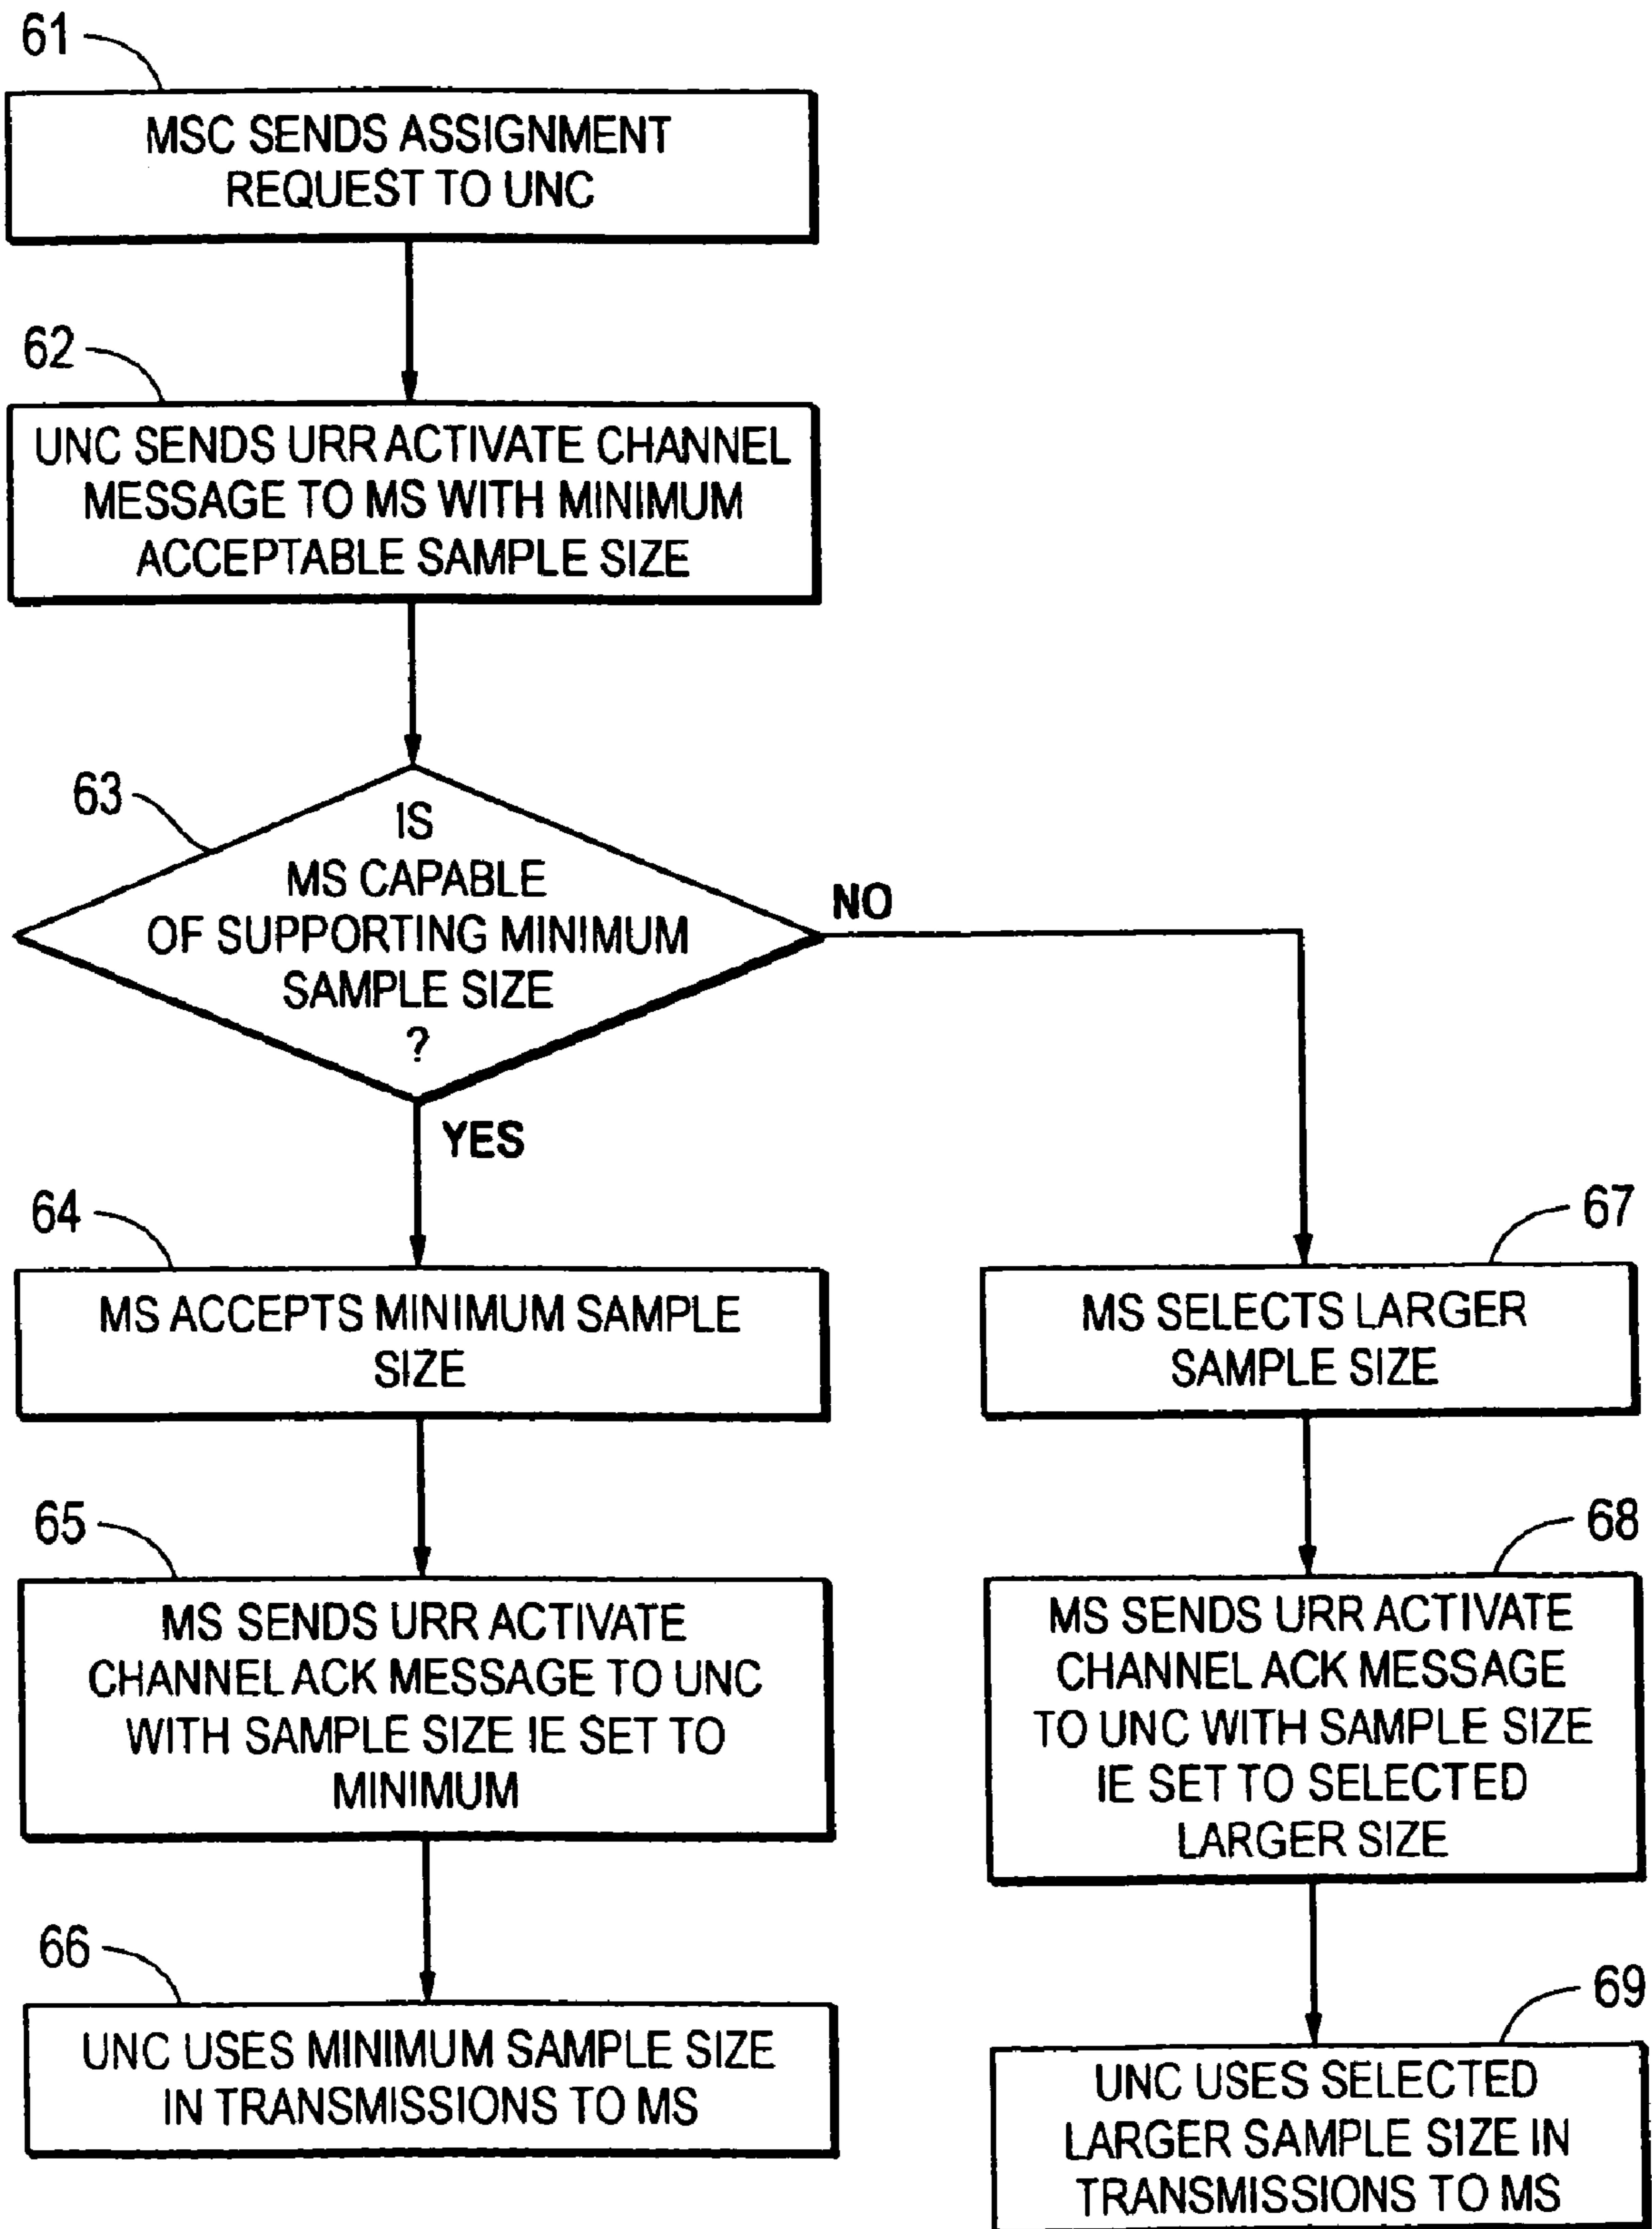 61
MSC SENDS ASSIGNMENT
REQUEST TO UNC
62
UNC SENDS URR ACTIVATE CHANNEL
MESSAGE TO MS WITH MINIMUM
ACCEPTABLE SAMPLE SIZE
63
IS
MS CAPABLE
OF SUPPORTING MINIMUM
SAMPLE SIZE
?
NO
YES
64
MS ACCEPTS MINIMUM SAMPLE
SIZE
65
MS SENDS URR ACTIVATE
CHANNEL ACK MESSAGE TO UNC
WITH SAMPLE SIZE IE SET TO
MINIMUM
66
UNC USES MINIMUM SAMPLE SIZE
IN TRANSMISSIONS TO MS
67
MS SELECTS LARGER
SAMPLE SIZE
68
MS SENDS URR ACTIVATE
CHANNEL ACK MESSAGE
TO UNC WITH SAMPLE SIZE
IE SET TO SELECTED
LARGER SIZE
69
UNC USES SELECTED
LARGER SAMPLE SIZE IN
TRANSMISSIONS TO MS